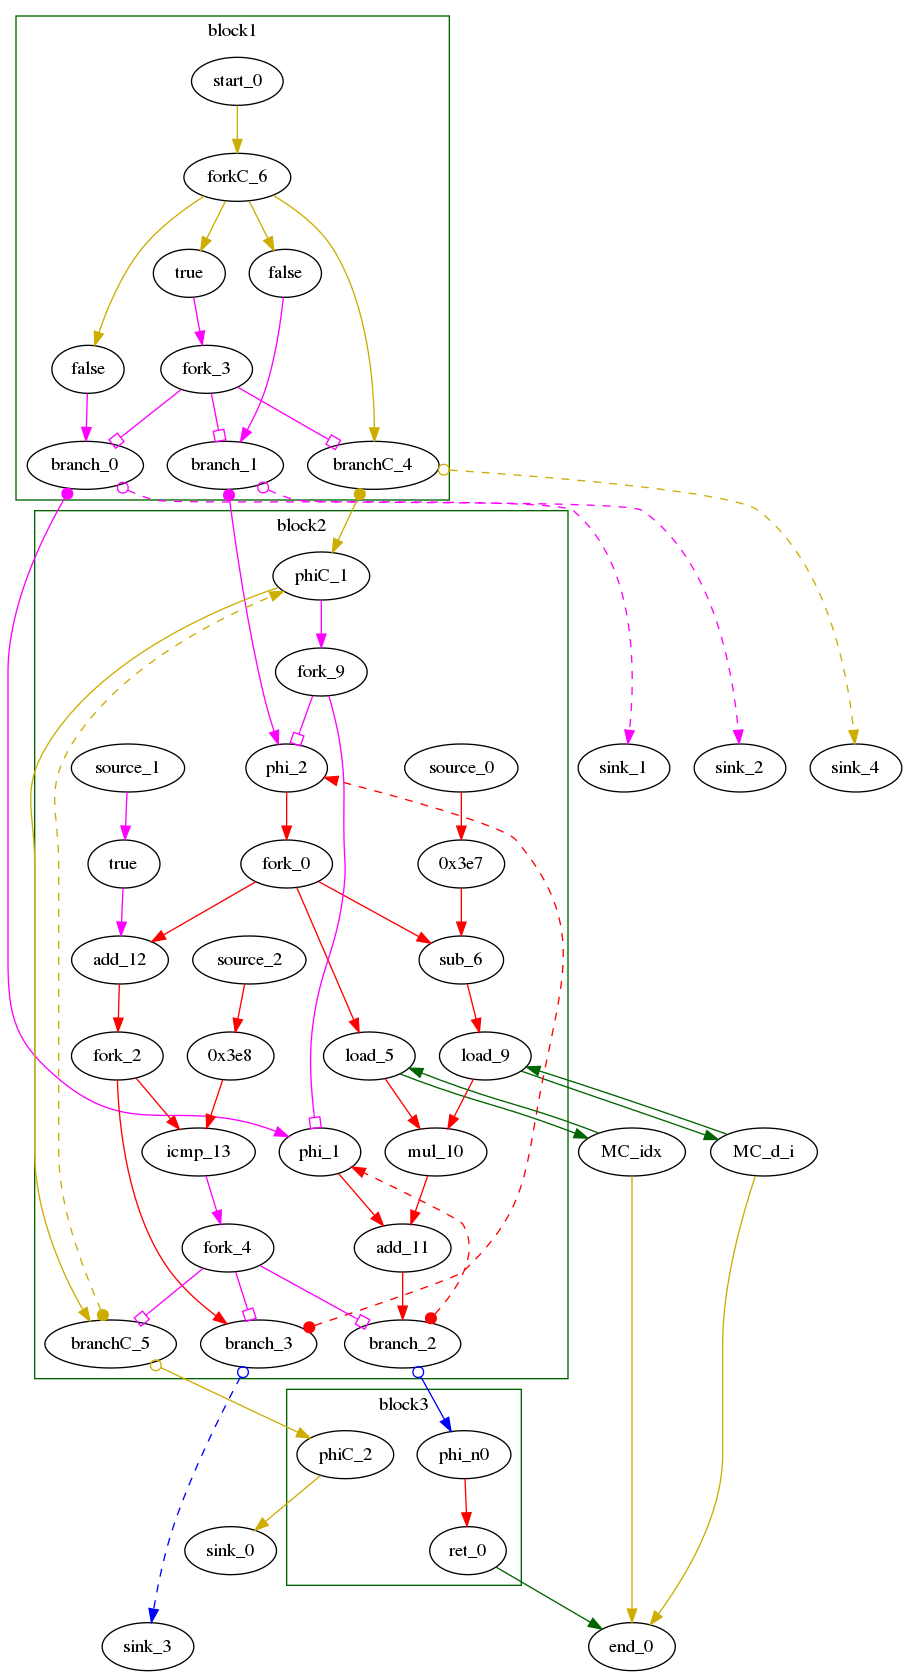 block1
start_0
forkC_6
true
false
false
fork_3
branch_0
branch_1
branchC_4
block2
phiC_1
fork_9
source_1
phi_2
source_0
sink_1
sink_2
sink_4
true
fork_0
0x3e7
add_12
source_2
sub_6
fork_2
0x3e8
load_5
load_9
icmp_13
phi_1
mul_10
MC_idx
MC_d_i
fork_4
add_11
branchC_5
branch_3
branch_2
block3
phiC_2
phi_n0
sink_0
ret_0
sink_3
end_0